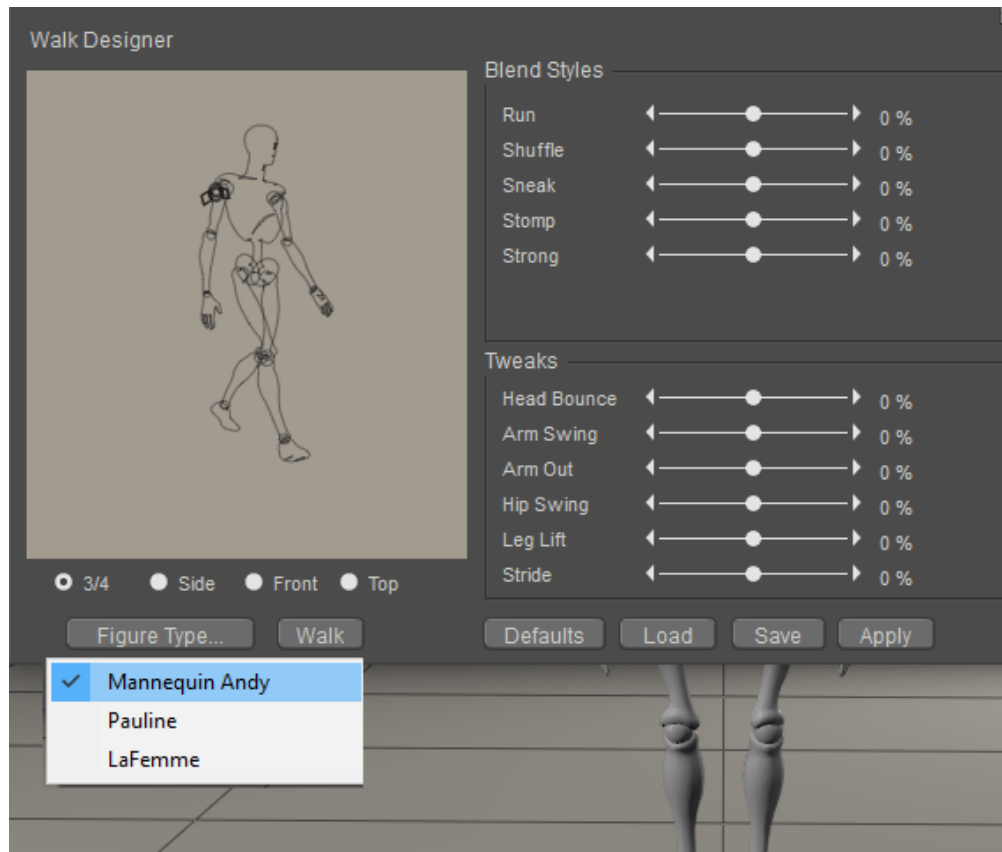 Walk Designer
Blend Styles
Run 0 %
Shuffle 0 %
Sneak 0 %
Stomp 0 %
Strong 0 %
Tweaks
Head Bounce 0 %
Arm Swing 0 %
Arm Out 0 %
Hip Swing 0 %
Leg Lift 0 %
Stride 0 %
3/4 Side Front Top
Figure Type... Walk Defaults Load Save Apply
Mannequin Andy
Pauline
LaFemme